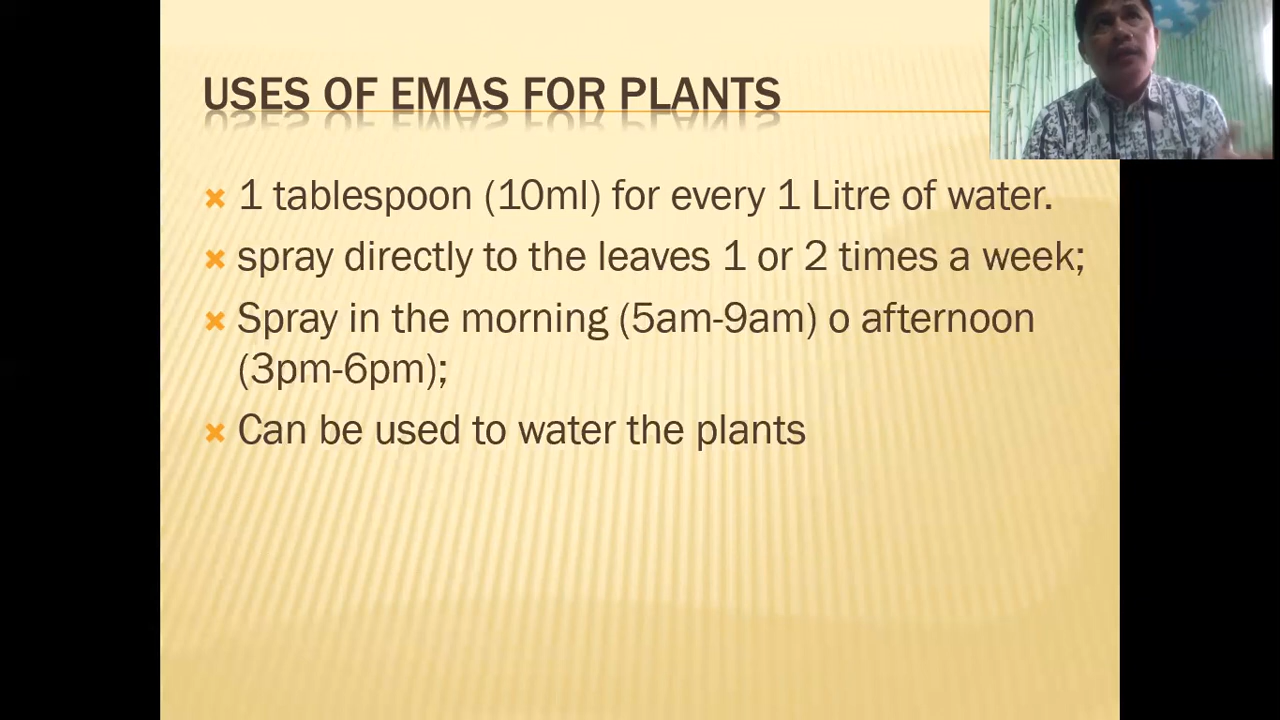 USES OF EMAS FOR PLANTS
1 tablespoon (10ml) for every 1 Litre of water.
spray directly to the leaves 1 or 2 times a week;
Spray in the morning (5am-9am) o afternoon
(3pm-6pm);
Can be used to water the plants